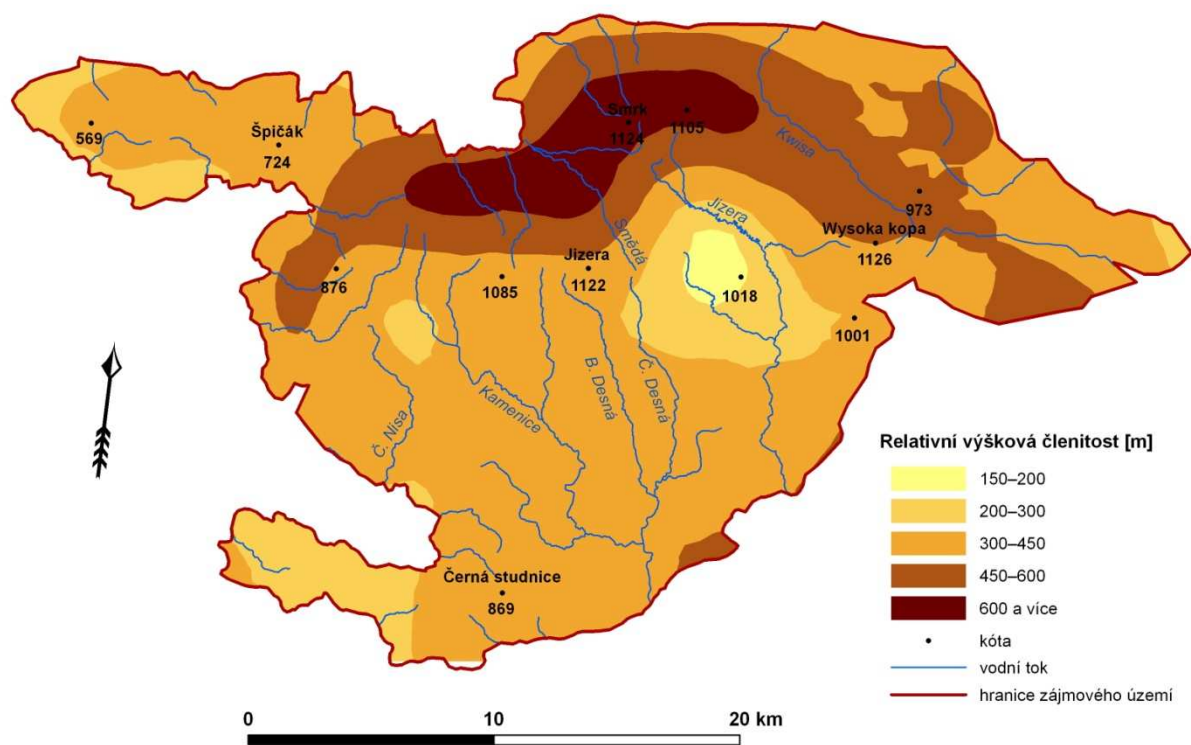 Smrk
1124
1105
569
Špičák
724
Kwisa
973
Jizera
Wysoka kopa
1126
Smědá
876
1085
Jizera
1122
1018
1001
Č. Nisa
Kamenice
B. Desná
Č. Desná
Černá studnice
869
Relativní výšková členitost [m]
150–200
200–300
300–450
450–600
600 a více
kóta
vodní tok
hranice zájmového území
0 10 20 km